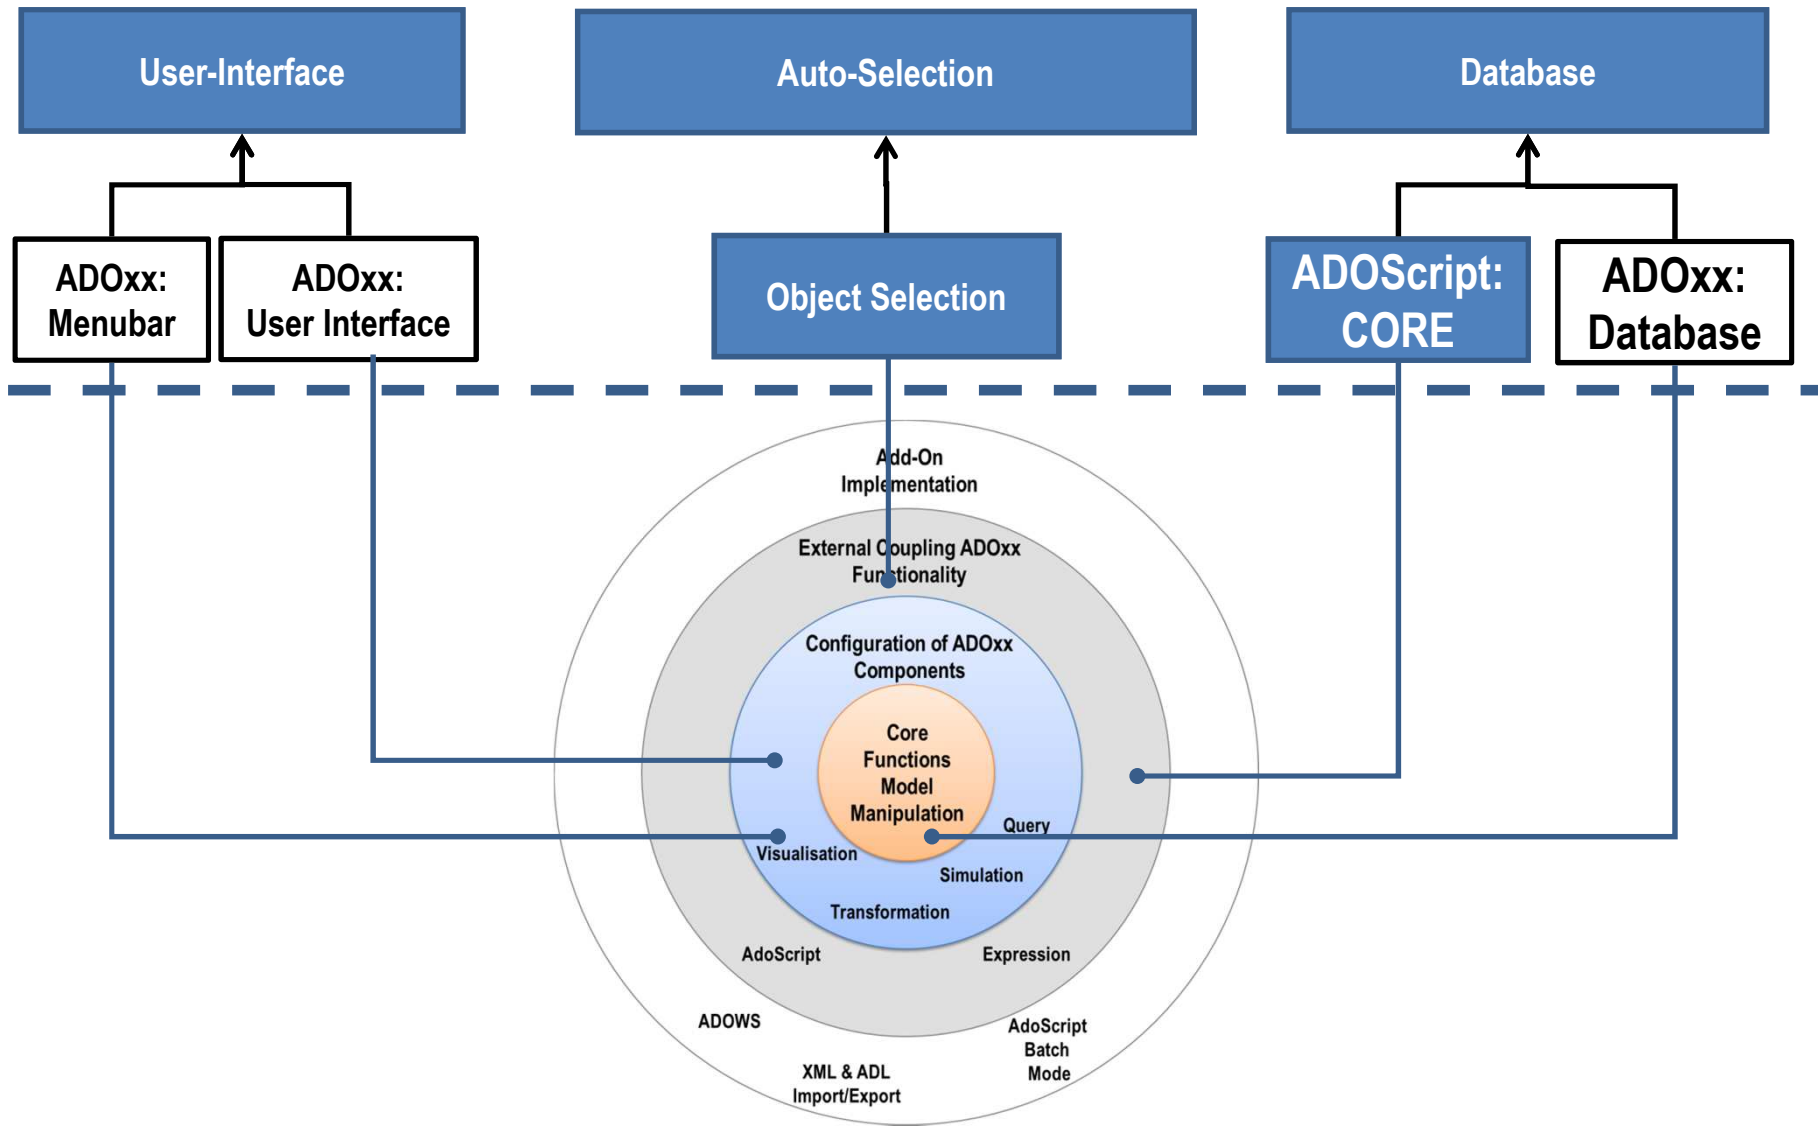 User-Interface
Auto-Selection
Database
ADOxx:
Menubar
ADOxx:
User Interface
Object Selection
ADOScript:
CORE
ADOxx:
Database
Add-On
Implementation
External Coupling ADOxx
Functionality
Configuration of ADOxx
Components
Core
Functions
Model
Manipulation
Query
Visualisation
Simulation
Transformation
AdoScript
Expression
ADOWS
AdoScript
Batch
Mode
XML & ADL
Import/Export